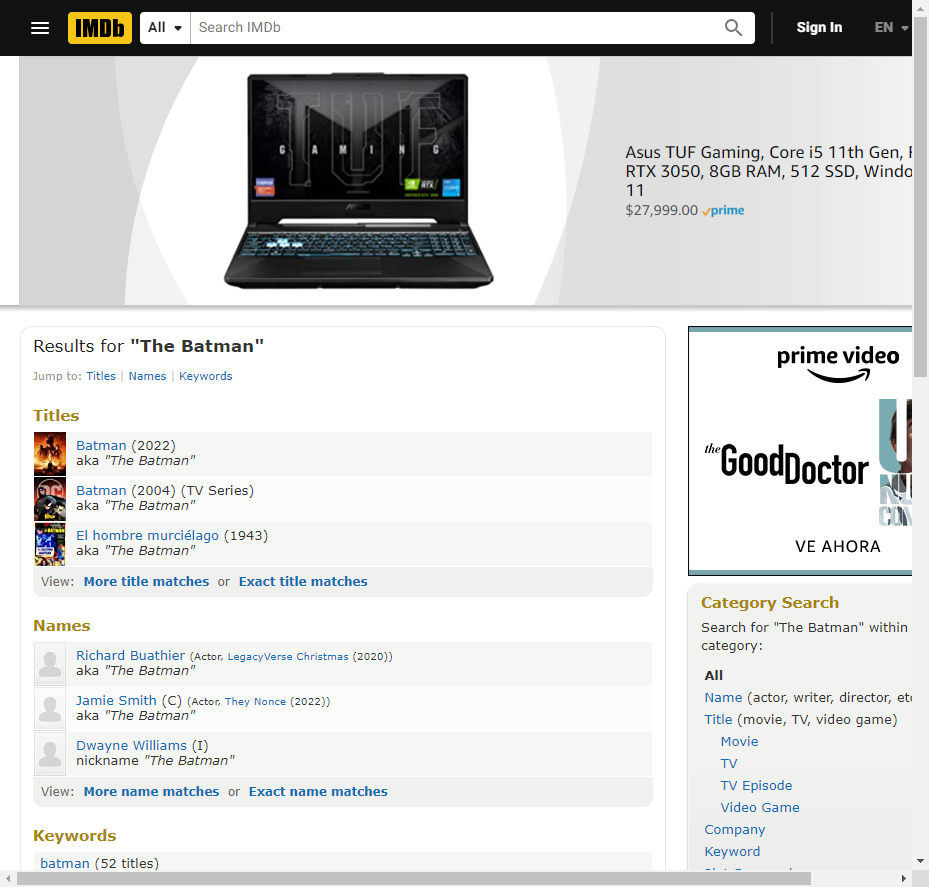 IMDb
All
Search IMDb
Sign In
EN
TUF
GAMING
Asus TUF Gaming, Core i5 11th Gen,
RTX 3050, 8GB RAM, 512 SSD, Windo
11
$27,999.00 prime
Results for "The Batman"
Jump to: Titles | Names | Keywords
Titles
Batman (2022)
aka "The Batman"
Batman (2004) (TV Series)
aka "The Batman"
El hombre murciélago (1943)
aka "The Batman"
View: More title matches or Exact title matches
Names
Richard Buathier (Actor, LegacyVerse Christmas (2020))
aka "The Batman"
Jamie Smith (C) (Actor, They Nonce (2022))
aka "The Batman"
Dwayne Williams (I)
nickname "The Batman"
View: More name matches or Exact name matches
Keywords
batman (52 titles)
prime video
the Good Doctor
VE AHORA
Category Search
Search for "The Batman" within
category:
All
Name (actor, writer, director, etc
Title (movie, TV, video game)
Movie
TV
TV Episode
Video Game
Company
Keyword